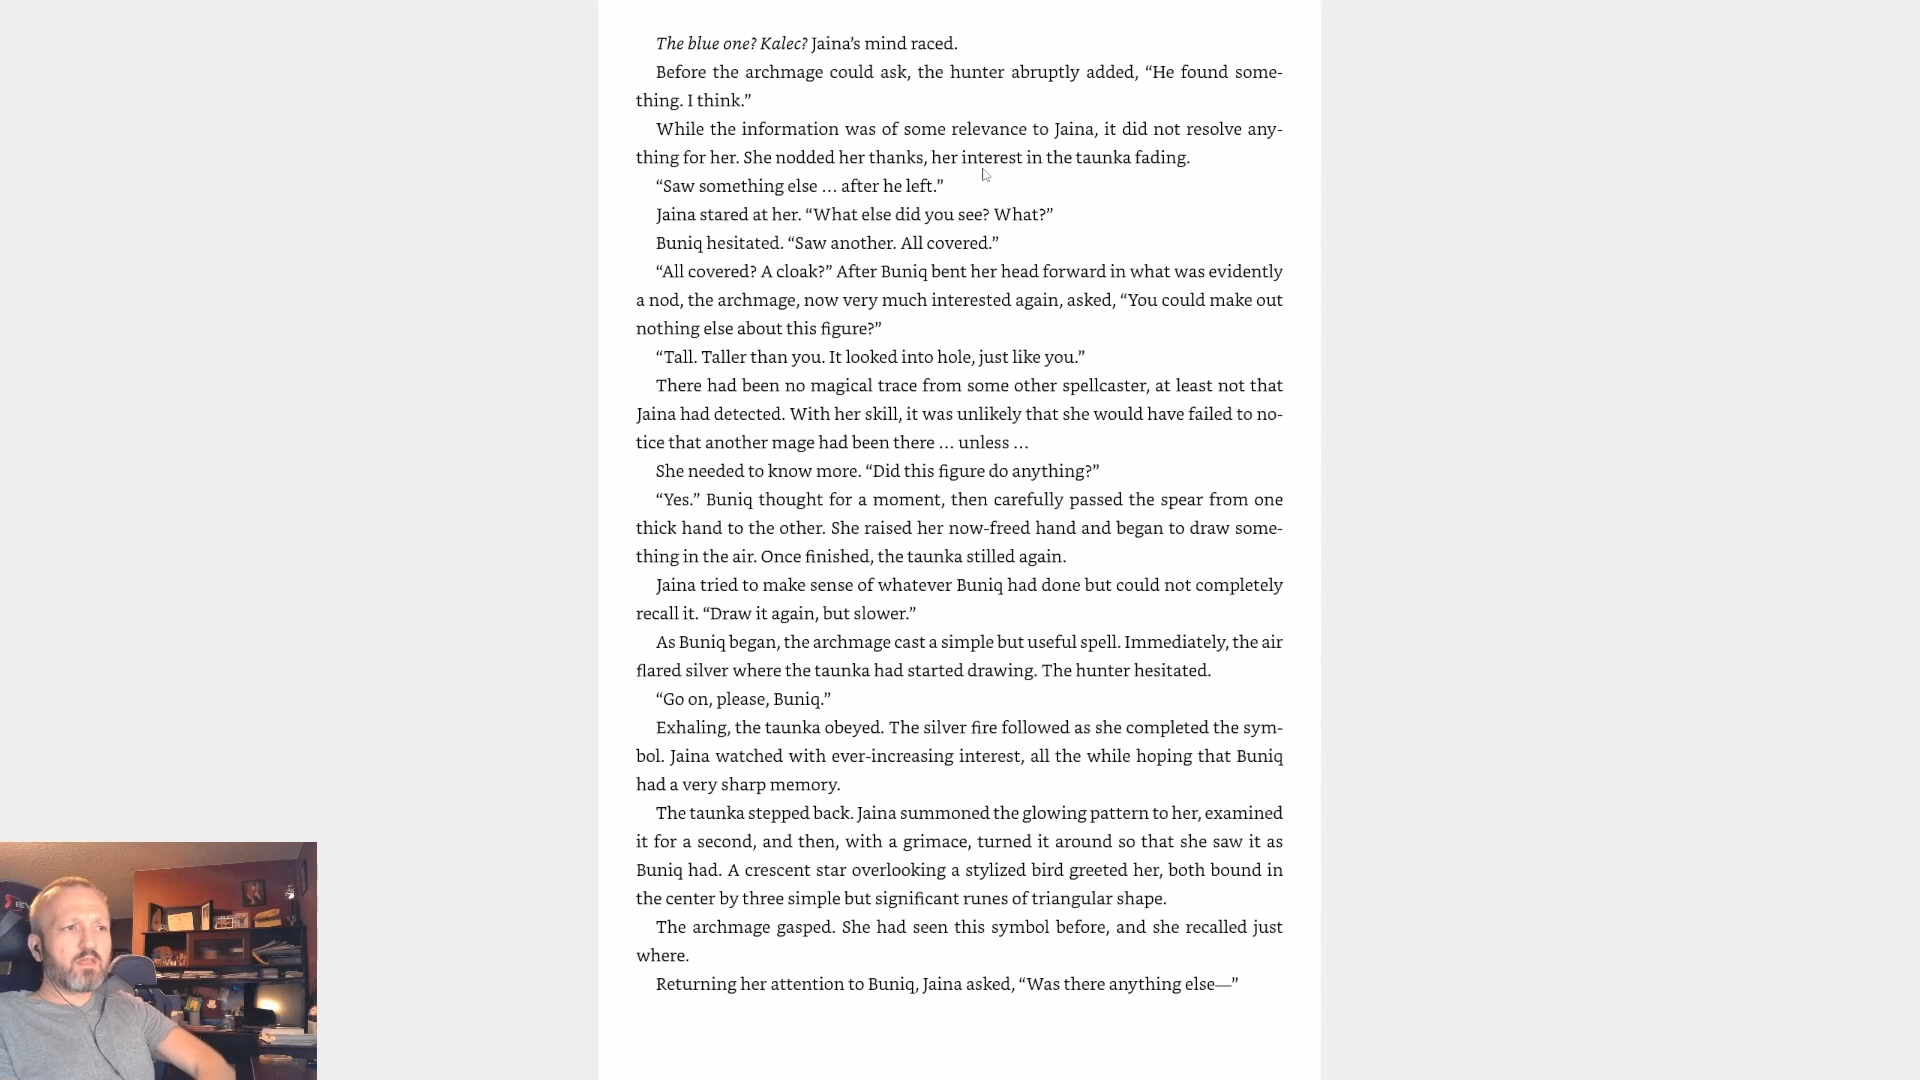 The blue one? Kalec? Jaina’s mind raced.
Before the archmage could ask, the hunter abruptly added, “He found some-
thing. I think.”
While the information was of some relevance to Jaina, it did not resolve any-
thing for her. She nodded her thanks, her interest in the taunka fading.
“Saw something else … after he left.”
Jaina stared at her. “What else did you see? What?”
Buniq hesitated. “Saw another. All covered.”
“All covered? A cloak?” After Buniq bent her head forward in what was evidently
a nod, the archmage, now very much interested again, asked, “You could make out
nothing else about this figure?”
“Tall. Taller than you. It looked into hole, just like you.”
There had been no magical trace from some other spellcaster, at least not that
Jaina had detected. With her skill, it was unlikely that she would have failed to no-
tice that another mage had been there … unless …
She needed to know more. “Did this figure do anything?”
“Yes.” Buniq thought for a moment, then carefully passed the spear from one
thick hand to the other. She raised her now-freed hand and began to draw some-
thing in the air. Once finished, the taunka stilled again.
Jaina tried to make sense of whatever Buniq had done but could not completely
recall it. “Draw it again, but slower.”
As Buniq began, the archmage cast a simple but useful spell. Immediately, the air
flared silver where the taunka had started drawing. The hunter hesitated.
“Go on, please, Buniq.”
Exhaling, the taunka obeyed. The silver fire followed as she completed the sym-
bol. Jaina watched with ever-increasing interest, all the while hoping that Buniq
had a very sharp memory.
The taunka stepped back. Jaina summoned the glowing pattern to her, examined
it for a second, and then, with a grimace, turned it around so that she saw it as
Buniq had. A crescent star overlooking a stylized bird greeted her, both bound in
the center by three simple but significant runes of triangular shape.
The archmage gasped. She had seen this symbol before, and she recalled just
where.
Returning her attention to Buniq, Jaina asked, “Was there anything else—”